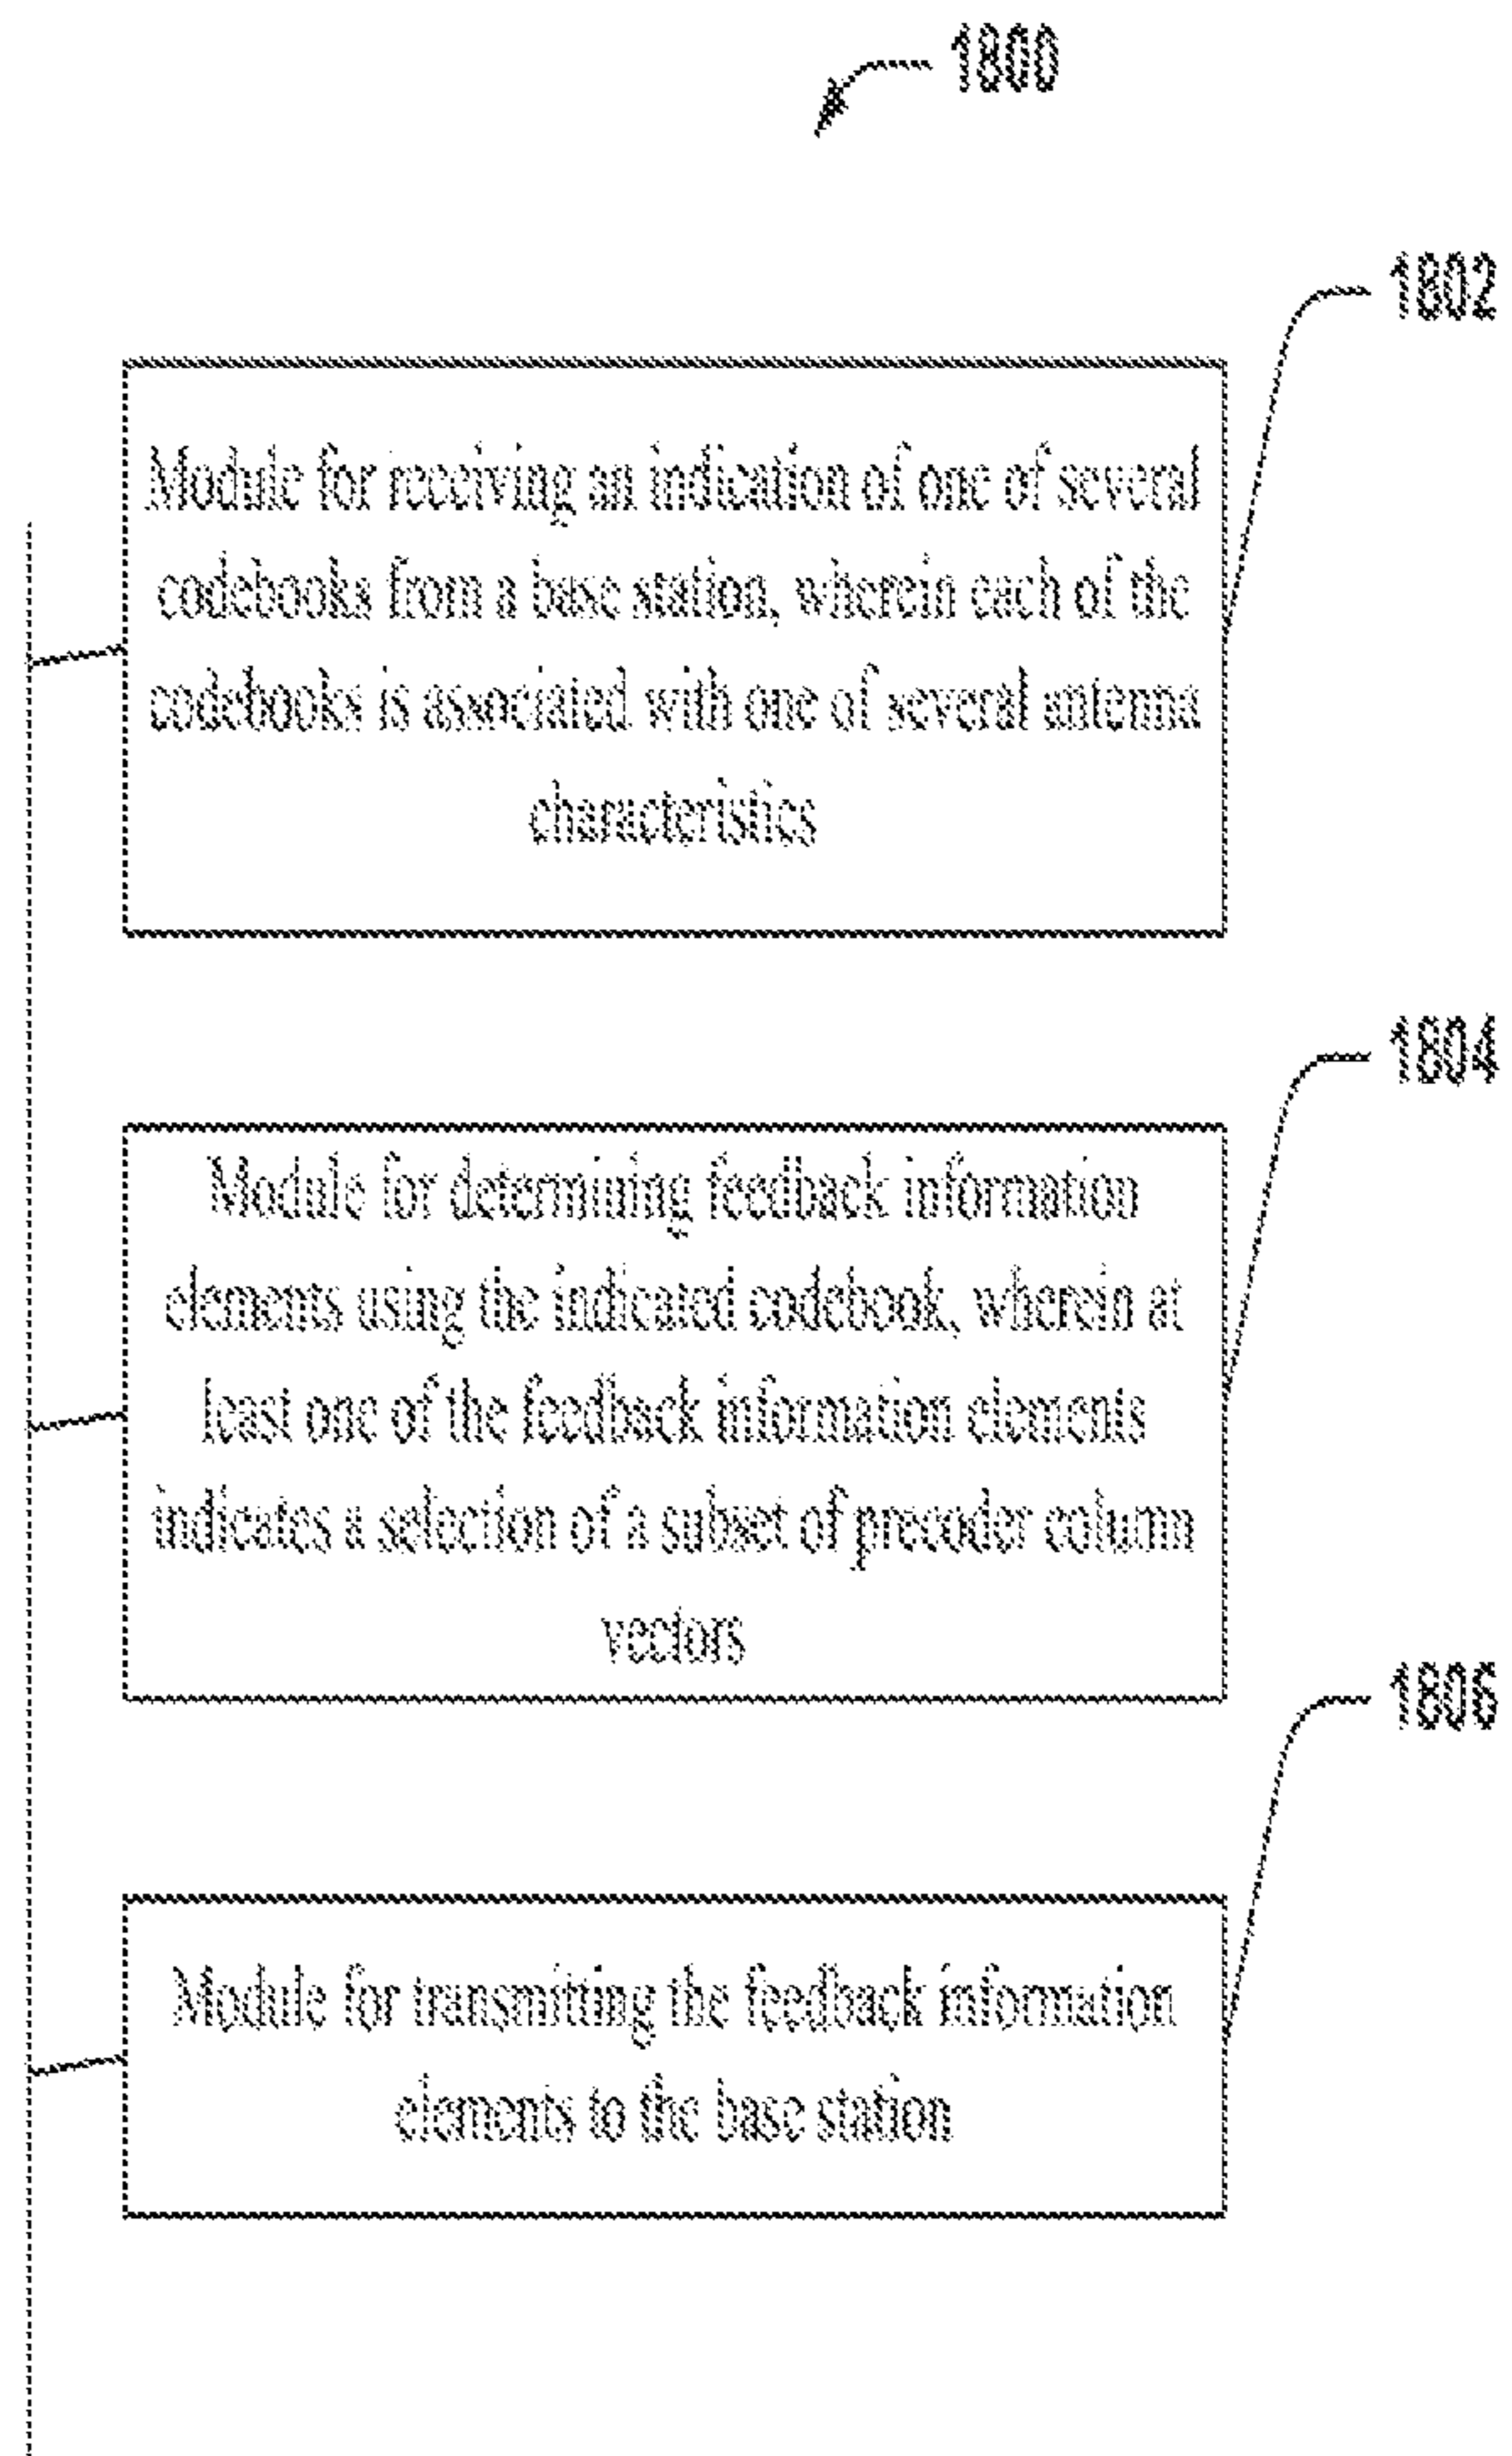 1800
1802
Module for receiving an indication of one of several
codebooks from a base station, wherein each of the
codebooks is associated with one of several antenna
characteristics
1804
Module for determining feedback information
elements using the indicated codebook, wherein at
least one of the feedback information elements
indicates a selection of a subset of precoder column
vectors
1806
Module for transmitting the feedback information
elements to the base station